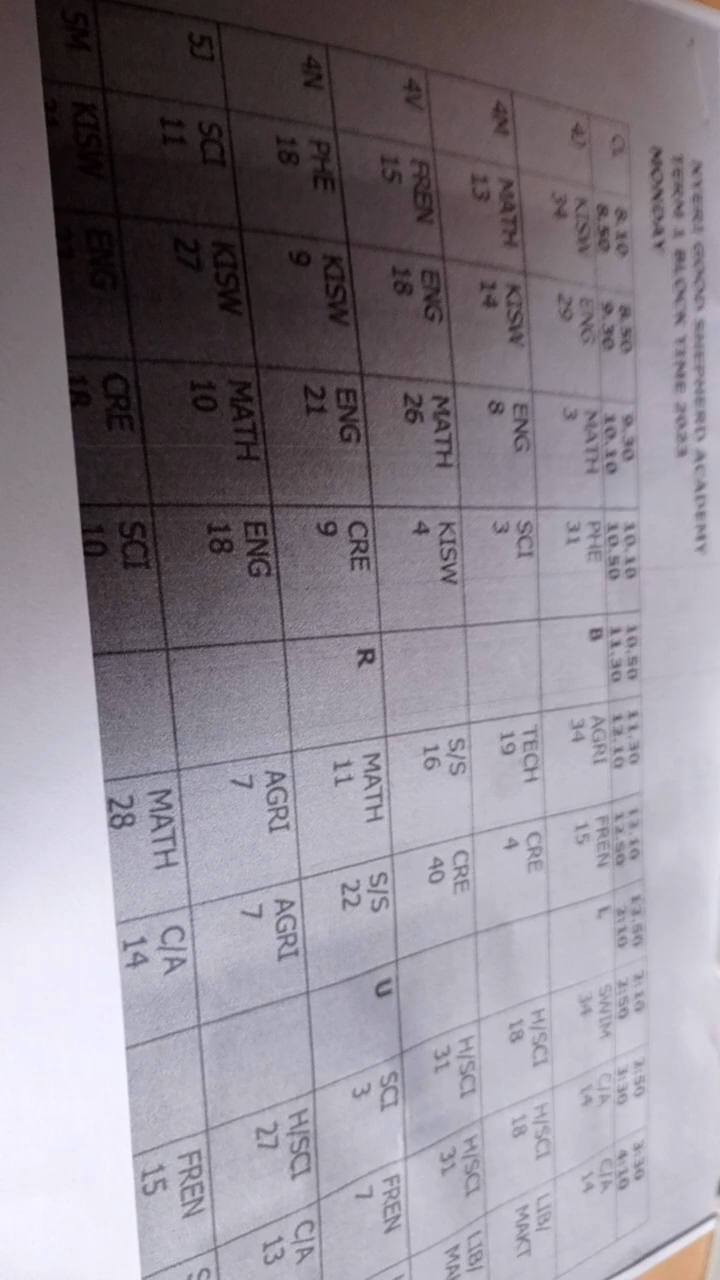 NYERI GOOD SHEPHERD ACADEMY
TERM 1 BLOCK TIME 2023
MONDAY
CL 8.10 8.50 9.30 10.10 10.50 11.30 12.10 12.50 2:10 2:50 3:30
8.50 9.30 10.10 10.50 11.30 12.10 12.50 2:10 2:50 3:30 4:10
4J KISW ENG MATH PHE B AGRI FREN L SWIM C/A C/A
34 29 3 31 34 15 34 14 14
4M MATH KISW ENG SCI TECH CRE H/SCI H/SCI LIB/
13 14 8 3 19 4 18 18 MAKT
4V FREN ENG MATH KISW S/S CRE H/SCI H/SCI LIB/
15 18 26 4 16 40 31 31
4N PHE KISW ENG CRE R MATH S/S U SCI FREN
18 9 21 9 11 22 3 7
5J SCI KISW MATH ENG AGRI AGRI H/SCI C/A
11 27 10 18 7 7 27 13
5M KISW ENG CRE SCI MATH C/A FREN
18 10 28 14 15